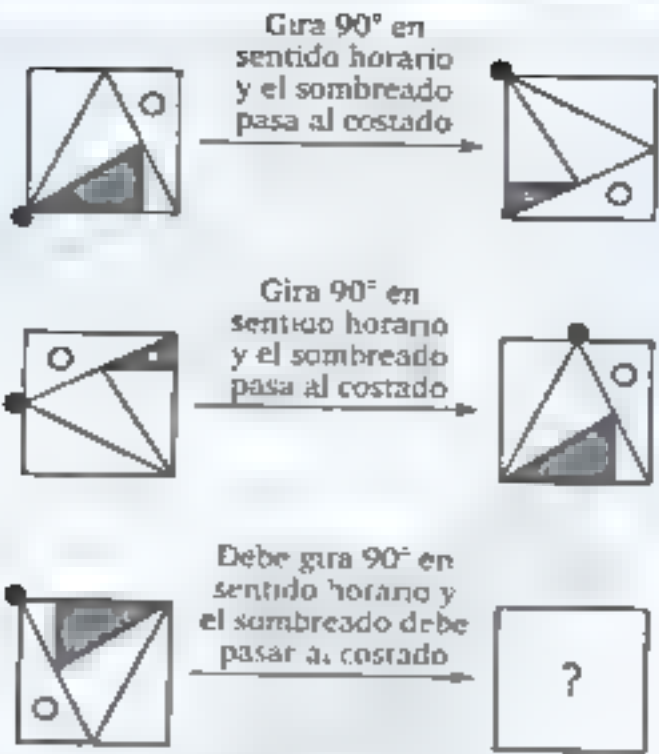 Gira 90° en
sentido horario
y el sombreado
pasa al costado
Gira 90° en
sentido horario
y el sombreado
pasa al costado
Debe gira 90° en
sentido horario y
el sombreado debe
pasar al costado
?